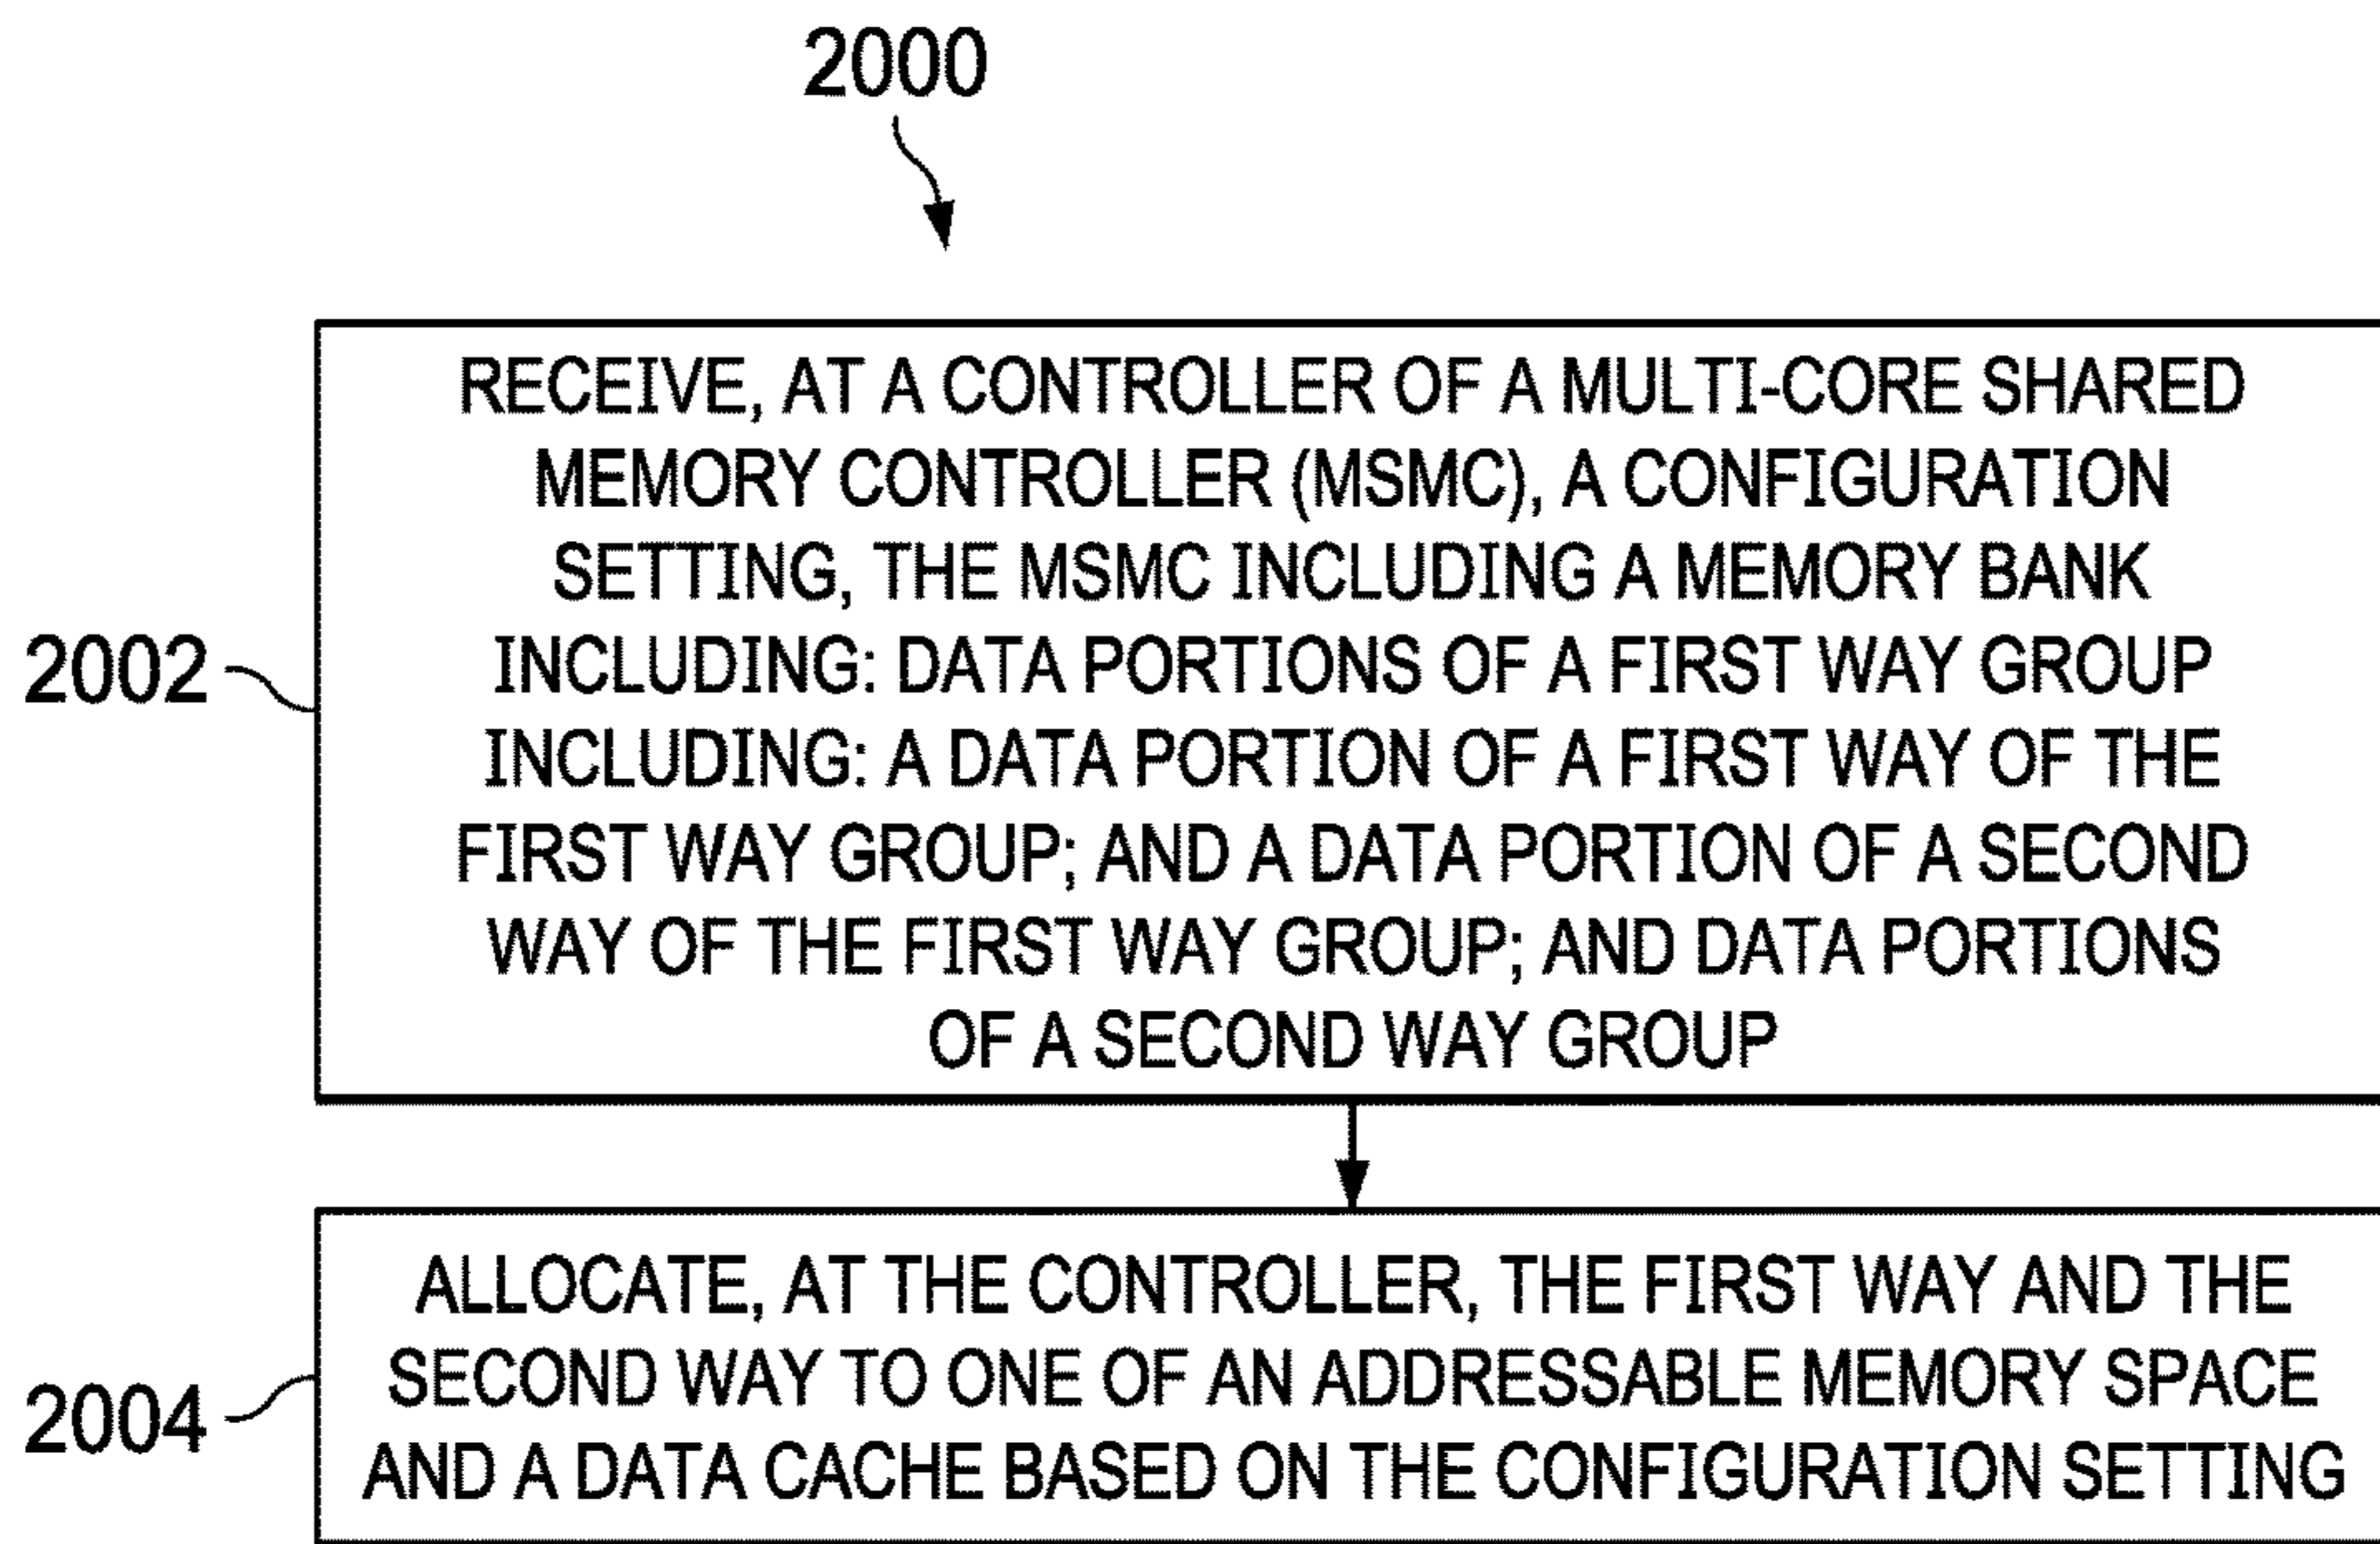 2000
RECEIVE, AT A CONTROLLER OF A MULTI-CORE SHARED
MEMORY CONTROLLER (MSMC), A CONFIGURATION
SETTING, THE MSMC INCLUDING A MEMORY BANK
INCLUDING: DATA PORTIONS OF A FIRST WAY GROUP
INCLUDING: A DATA PORTION OF A FIRST WAY OF THE
FIRST WAY GROUP; AND A DATA PORTION OF A SECOND
WAY OF THE FIRST WAY GROUP; AND DATA PORTIONS
OF A SECOND WAY GROUP
2002
ALLOCATE, AT THE CONTROLLER, THE FIRST WAY AND THE
SECOND WAY TO ONE OF AN ADDRESSABLE MEMORY SPACE
AND A DATA CACHE BASED ON THE CONFIGURATION SETTING
2004